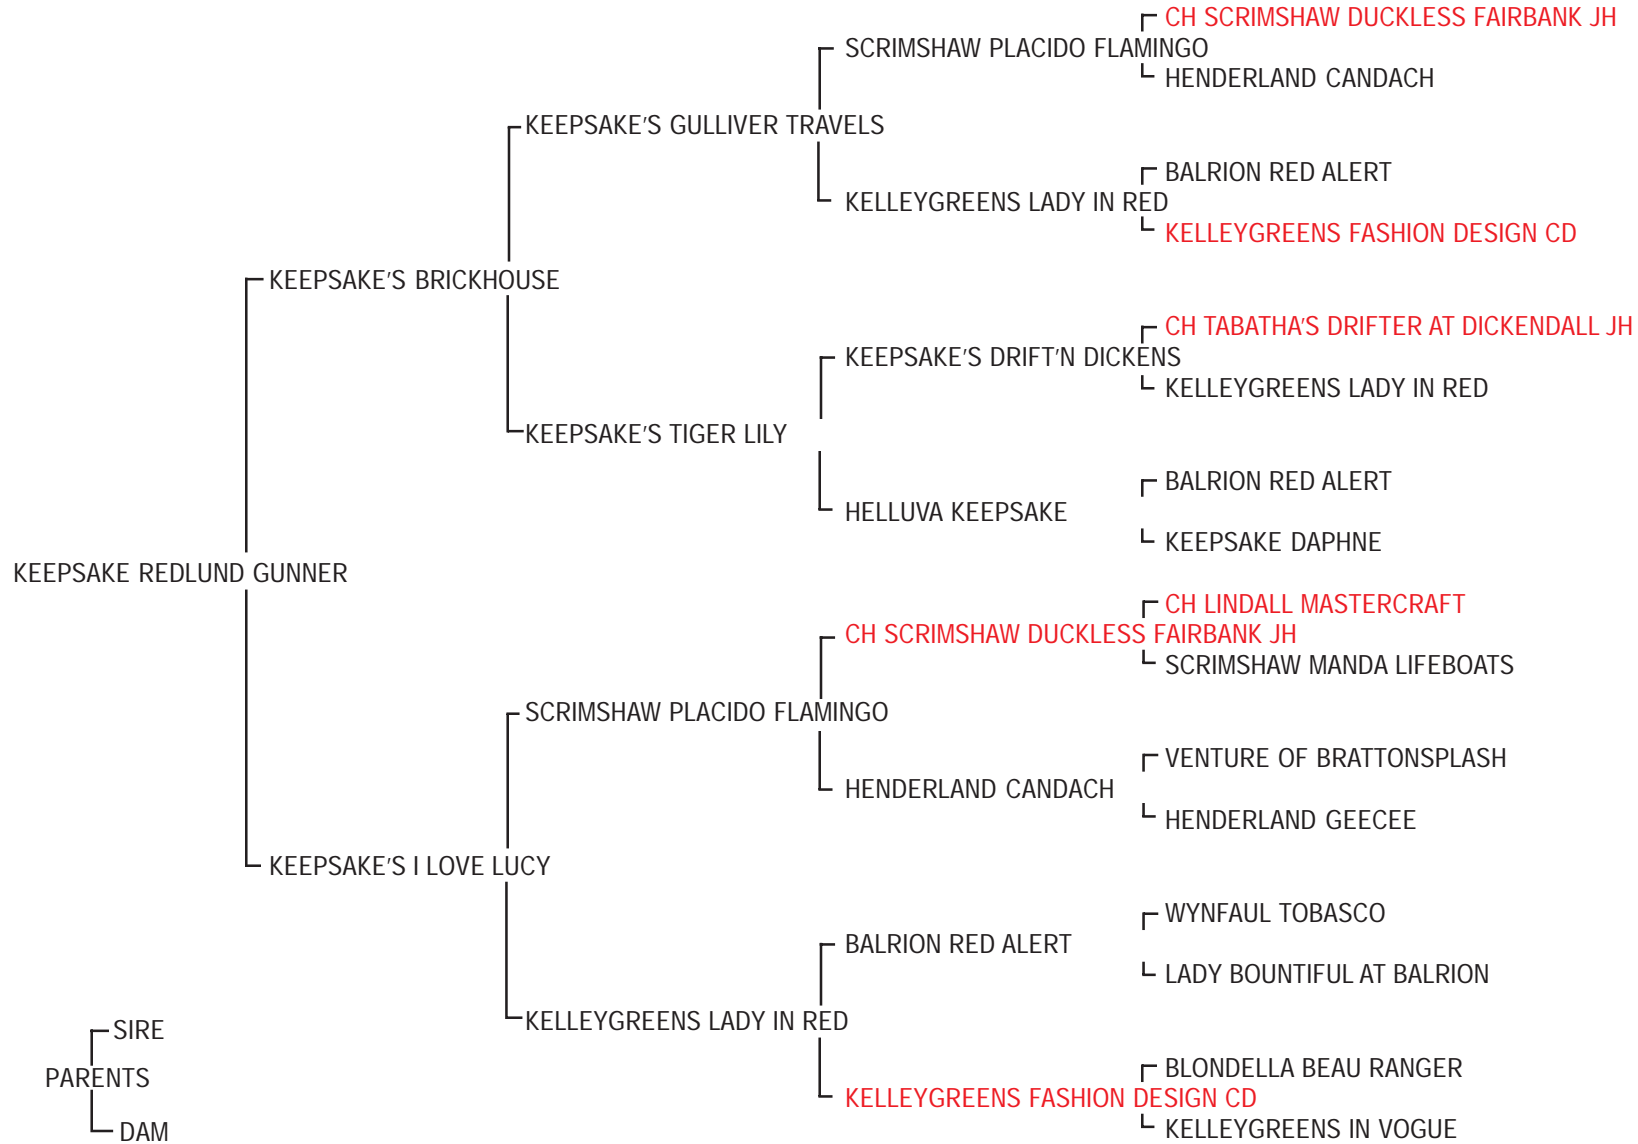 CH SCRIMSHAW DUCKLESS FAIRBANK JH
SCRIMSHAW PLACIDO FLAMINGO
HENDERLAND CANDACH
KEEPSAKE'S GULLIVER TRAVELS
BALRION RED ALERT
KELLEYGREENS LADY IN RED
KELLEYGREENS FASHION DESIGN CD
KEEPSAKE'S BRICKHOUSE
CH TABATHA'S DRIFTER AT DICKENDALL JH
KEEPSAKE'S DRIFT'N DICKENS
KELLEYGREENS LADY IN RED
KEEPSAKE'S TIGER LILY
BALRION RED ALERT
HELLUVA KEEPSAKE
KEEPSAKE DAPHNE
KEEPSAKE REDLUND GUNNER
CH LINDALL MASTERCRAFT
CH SCRIMSHAW DUCKLESS FAIRBANK JH
SCRIMSHAW MANDA LIFEBOATS
SCRIMSHAW PLACIDO FLAMINGO
VENTURE OF BRATTONSPLASH
HENDERLAND CANDACH
HENDERLAND GEECEE
KEEPSAKE'S I LOVE LUCY
WYNFAUL TOBASCO
BALRION RED ALERT
LADY BOUNTIFUL AT BALRION
KELLEYGREENS LADY IN RED
BLONDELLA BEAU RANGER
KELLEYGREENS FASHION DESIGN CD
KELLEYGREENS IN VOGUE
SIRE
PARENTS
DAM